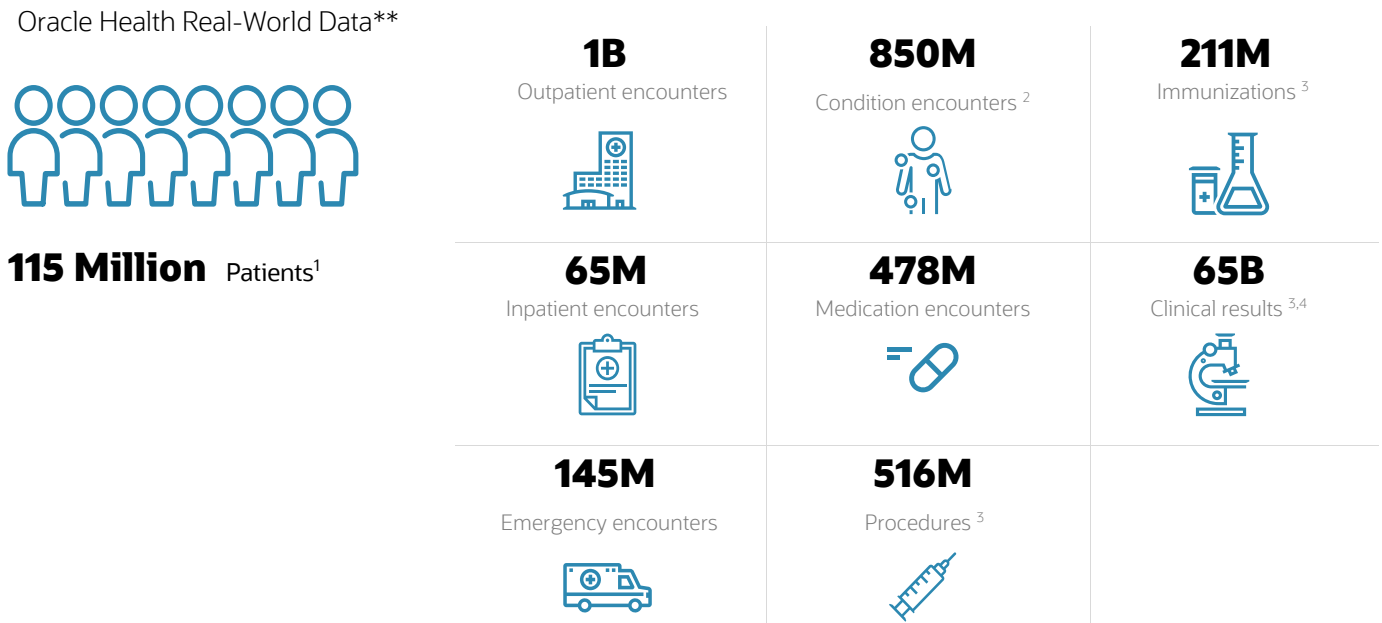 Oracle Health Real-World Data**
115 Million Patients¹
1B
Outpatient encounters
850M
Condition encounters ²
211M
Immunizations ³
65M
Inpatient encounters
478M
Medication encounters
65B
Clinical results ³,⁴
145M
Emergency encounters
516M
Procedures ³